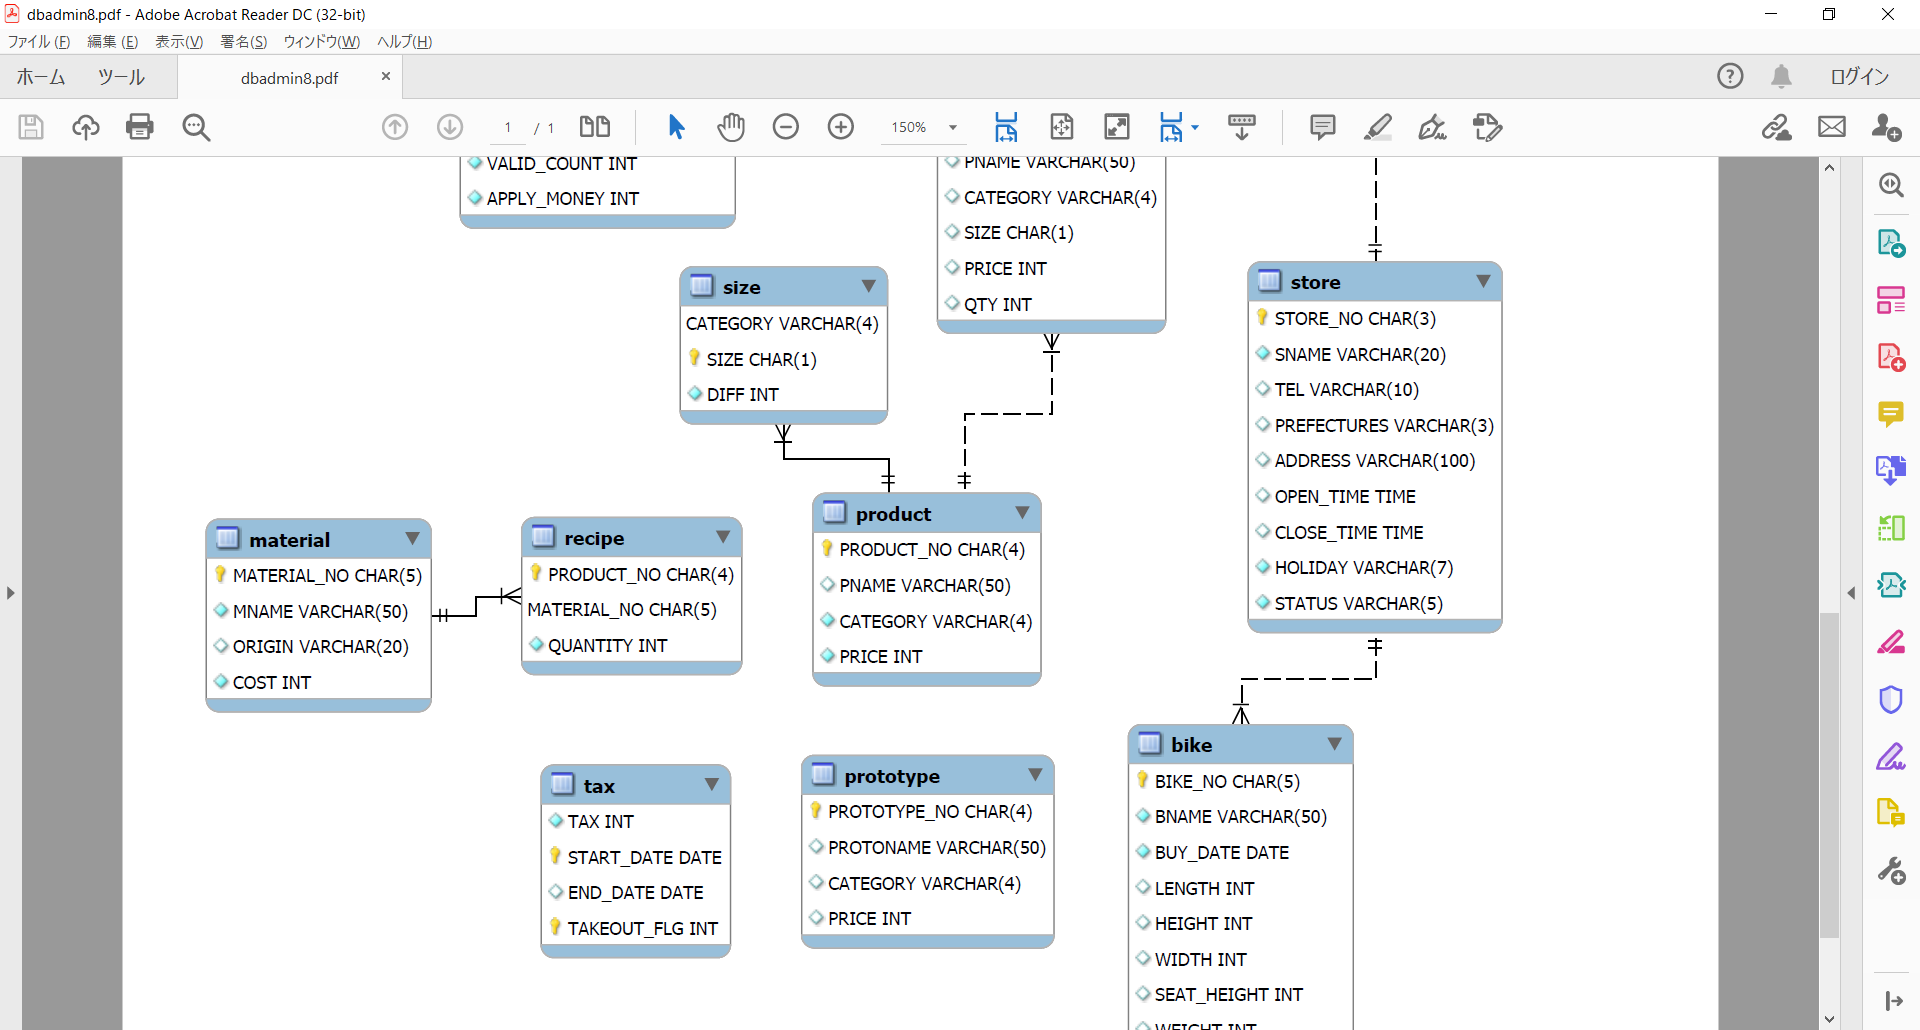 dbadmin8.pdf - Adobe Acrobat Reader DC (32-bit)
ファイル (F) 編集 (E) 表示(V) 署名(S) ウィンドウ(W) ヘルプ(H)
ホーム ツール dbadmin8.pdf × ログイン
1 / 1 150%
VALID_COUNT INT
APPLY_MONEY INT
PNAME VARCHAR(50)
CATEGORY VARCHAR(4)
SIZE CHAR(1)
PRICE INT
QTY INT
size
CATEGORY VARCHAR(4)
SIZE CHAR(1)
DIFF INT
store
STORE_NO CHAR(3)
SNAME VARCHAR(20)
TEL VARCHAR(10)
PREFECTURES VARCHAR(3)
ADDRESS VARCHAR(100)
OPEN_TIME TIME
CLOSE_TIME TIME
HOLIDAY VARCHAR(7)
STATUS VARCHAR(5)
material
MATERIAL_NO CHAR(5)
MNAME VARCHAR(50)
ORIGIN VARCHAR(20)
COST INT
recipe
PRODUCT_NO CHAR(4)
MATERIAL_NO CHAR(5)
QUANTITY INT
product
PRODUCT_NO CHAR(4)
PNAME VARCHAR(50)
CATEGORY VARCHAR(4)
PRICE INT
tax
TAX INT
START_DATE DATE
END_DATE DATE
TAKEOUT_FLG INT
prototype
PROTOTYPE_NO CHAR(4)
PROTONAME VARCHAR(50)
CATEGORY VARCHAR(4)
PRICE INT
bike
BIKE_NO CHAR(5)
BNAME VARCHAR(50)
BUY_DATE DATE
LENGTH INT
HEIGHT INT
WIDTH INT
SEAT_HEIGHT INT
WEIGHT INT